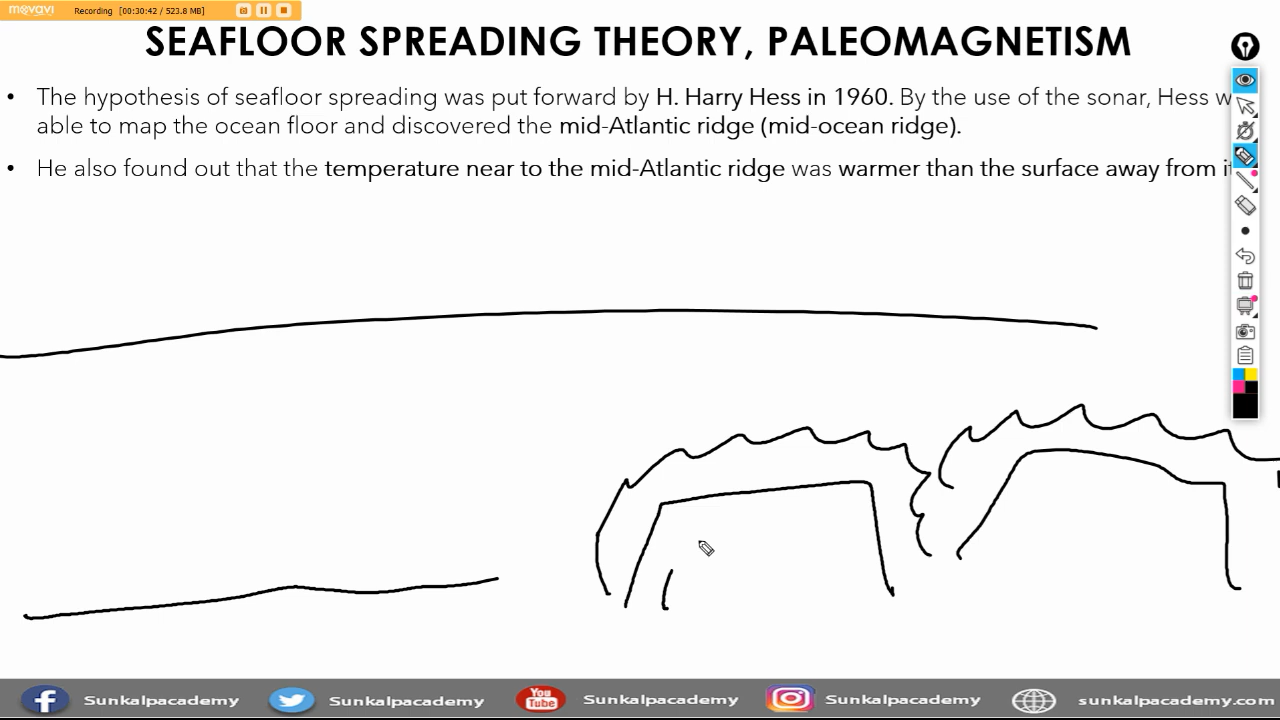 movavi Recording [00:30:42 / 523.8 MB]
SEAFLOOR SPREADING THEORY, PALEOMAGNETISM
• The hypothesis of seafloor spreading was put forward by H. Harry Hess in 1960. By the use of the sonar, Hess w
able to map the ocean floor and discovered the mid-Atlantic ridge (mid-ocean ridge).
• He also found out that the temperature near to the mid-Atlantic ridge was warmer than the surface away from i
Sunkalpacademy Sunkalpacademy You Tube Sunkalpacademy Sunkalpacademy sunkalpacademy.com